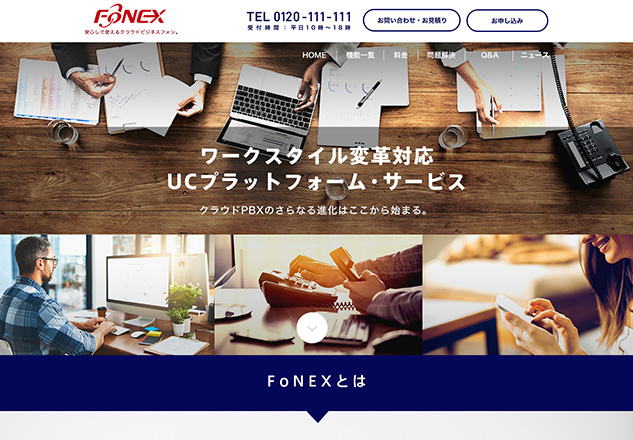 FoNEX
安らして使えるクラウドビジネスフォン。
TEL 0120-111-111
受付時間：平日10時〜18時
お問い合わせ・お見積り
お申し込み
HOME
機能一覧
料金
問題解決
Q&A
ニュース
ワークスタイル変革対応
UCプラットフォーム・サービス
クラウドPBXのさらなる進化はここから始まる。
FoNEXとは